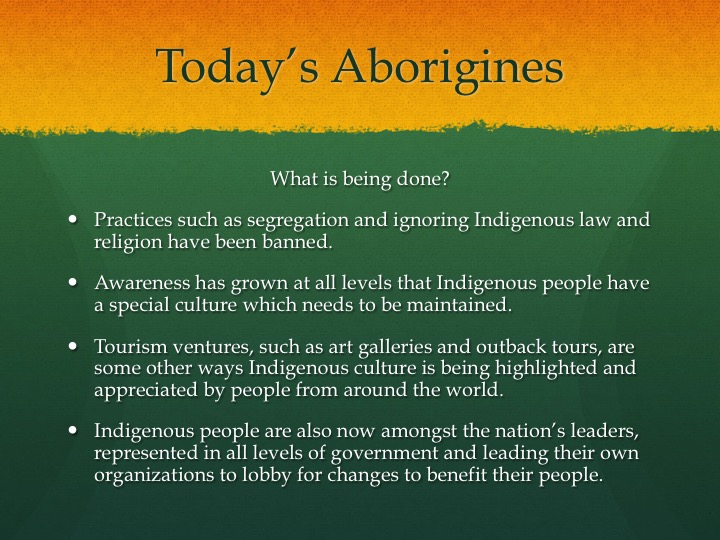 Today’s Aborigines
What is being done?
• Practices such as segregation and ignoring Indigenous law and
religion have been banned.
• Awareness has grown at all levels that Indigenous people have
a special culture which needs to be maintained.
• Tourism ventures, such as art galleries and outback tours, are
some other ways Indigenous culture is being highlighted and
appreciated by people from around the world.
• Indigenous people are also now amongst the nation’s leaders,
represented in all levels of government and leading their own
organizations to lobby for changes to benefit their people.